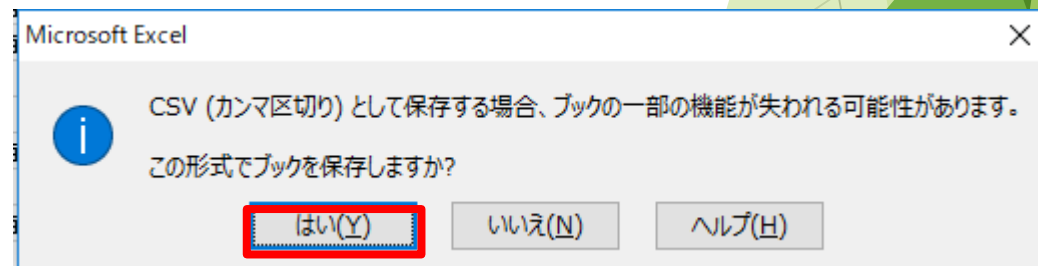 Microsoft Excel
CSV (カンマ区切り) として保存する場合、ブックの一部の機能が失われる可能性があります。
この形式でブックを保存しますか?
はい(Y) いいえ(N) ヘルプ(H)